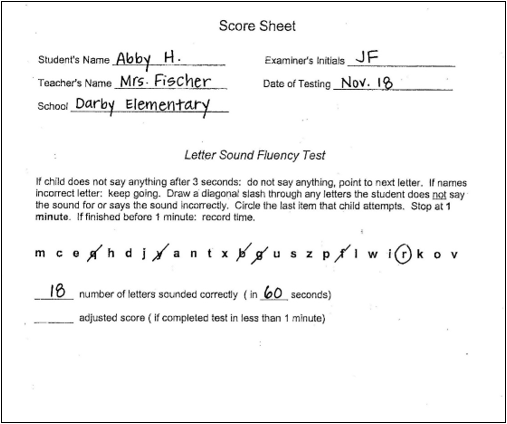 Score Sheet
Student's Name Abby H. Examiner's Initials JF
Teacher's Name Mrs. Fischer Date of Testing Nov. 18
School Darby Elementary
Letter Sound Fluency Test
If child does not say anything after 3 seconds: do not say anything, point to next letter. If names
incorrect letter: keep going. Draw a diagonal slash through any letters the student does not say
the sound for or says the sound incorrectly. Circle the last item that child attempts. Stop at 1
minute. If finished before 1 minute: record time.
m c e q h d j y a n t x b g u s z p f l w i r k o v
18 number of letters sounded correctly ( in 60 seconds)
adjusted score ( if completed test in less than 1 minute)